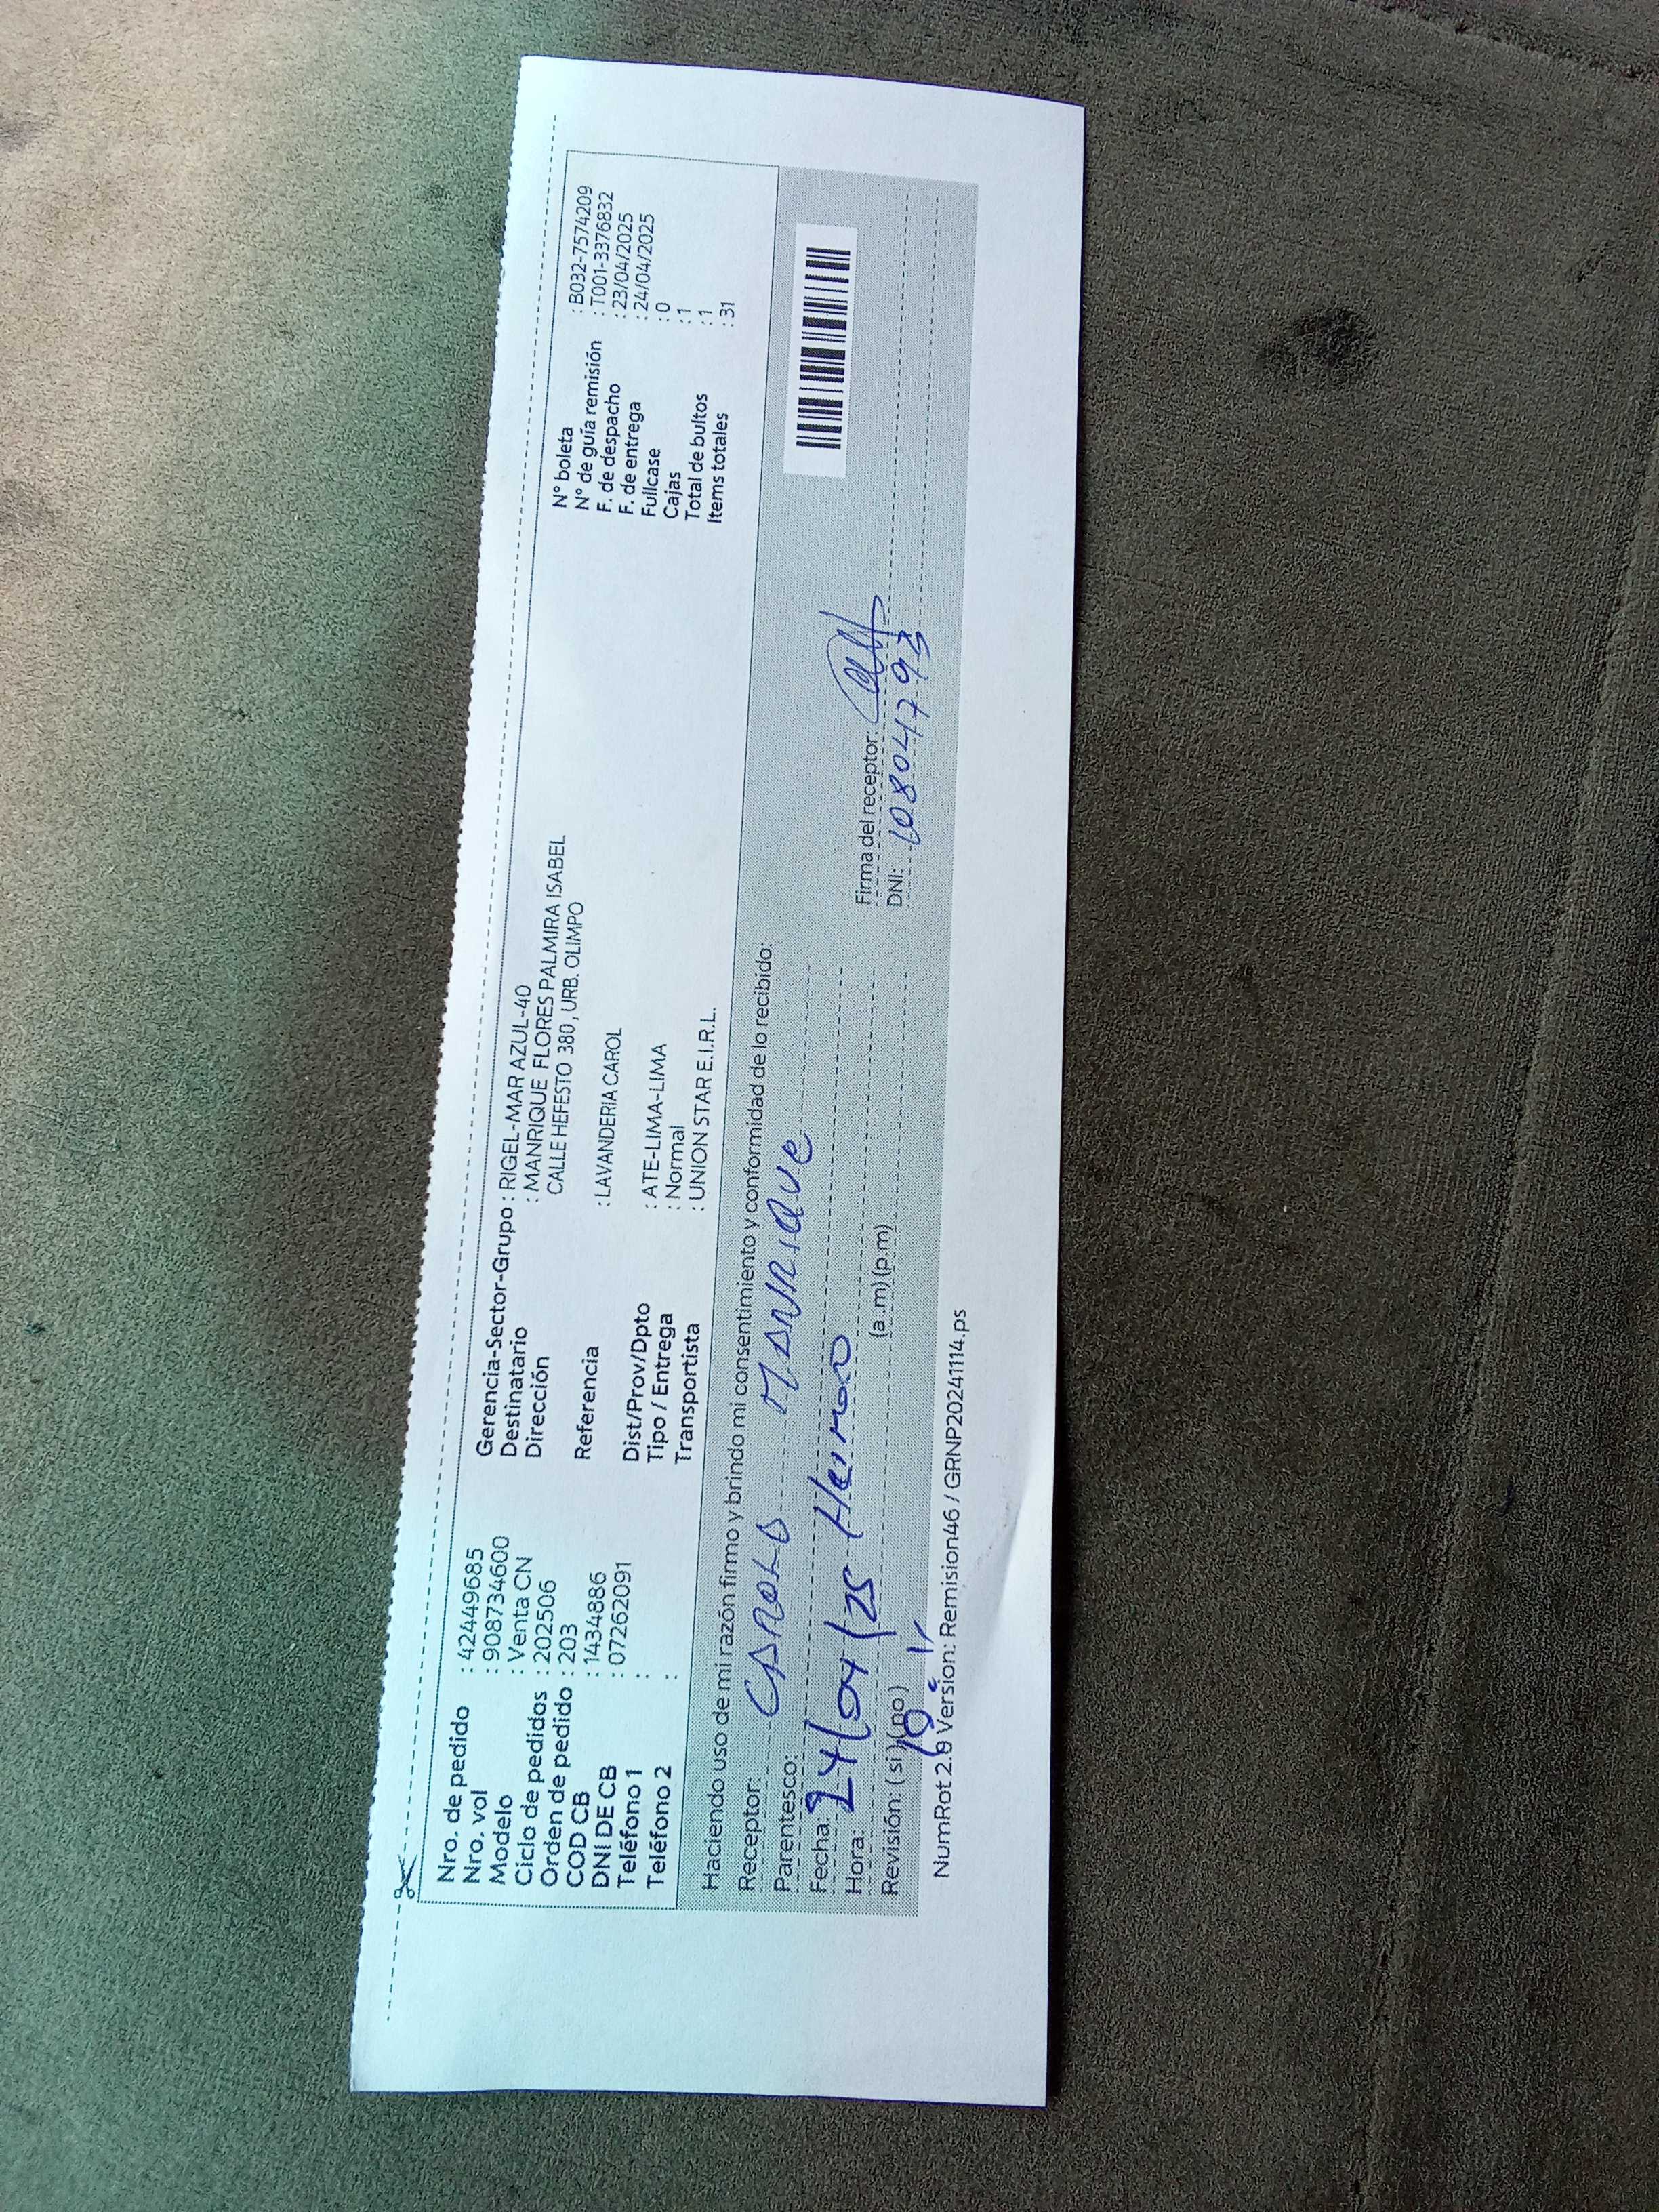 Nro. de pedido : 42449685
Nro. vol : 908734600
Modelo : Venta CN
Ciclo de pedidos : 202506
Orden de pedido : 203
COD CB : 1434886
DNI DE CB : 07262091
Teléfono 1 :
Teléfono 2 :
Gerencia-Sector-Grupo : RIGEL-MAR AZUL-40
Destinatario : MANRIQUE FLORES PALMIRA ISABEL
Dirección CALLE HEFESTO 380 , URB. OLIMPO
Referencia : LAVANDERIA CAROL
Dist/Prov/Dpto : ATE-LIMA-LIMA
Tipo / Entrega : Normal
Transportista : UNION STAR E.I.R.L.
N° boleta : B032-7574209
N° de guía remisión : T001-3376832
F. de despacho : 23/04/2025
F. de entrega : 24/04/2025
Fullcase : 0
Cajas : 1
Total de bultos : 1
Items totales : 31
Haciendo uso de mi razón firmo y brindo mi consentimiento y conformidad de lo recibido:
Receptor: MANRIQUE
Parentesco:
Fecha: 24/04/25
Hora: (a.m) (p.m)
Revisión: (si) (no)
Firma del receptor:
DNI: 10804793
NumRot 2.9 Version: Remision46 / GRNP20241114.ps